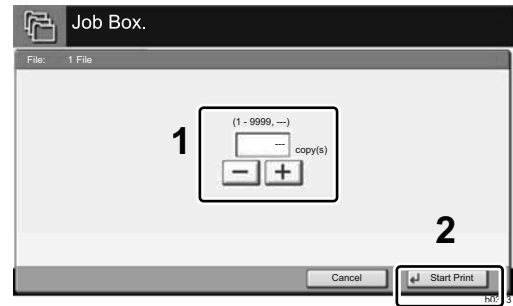 Job Box.
File: 1 File
1
(1 - 9999, ---)
--- copy(s)
2
Cancel
Start Print